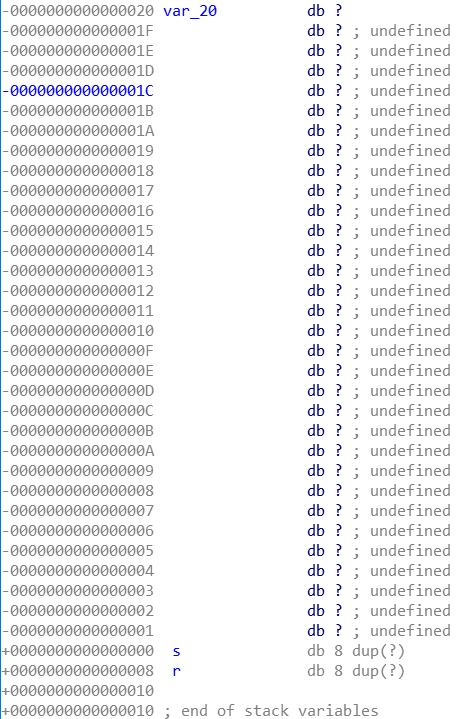 -0000000000000020 var_20 db ?
-000000000000001F db ? ; undefined
-000000000000001E db ? ; undefined
-000000000000001D db ? ; undefined
-000000000000001C db ? ; undefined
-000000000000001B db ? ; undefined
-000000000000001A db ? ; undefined
-0000000000000019 db ? ; undefined
-0000000000000018 db ? ; undefined
-0000000000000017 db ? ; undefined
-0000000000000016 db ? ; undefined
-0000000000000015 db ? ; undefined
-0000000000000014 db ? ; undefined
-0000000000000013 db ? ; undefined
-0000000000000012 db ? ; undefined
-0000000000000011 db ? ; undefined
-0000000000000010 db ? ; undefined
-000000000000000F db ? ; undefined
-000000000000000E db ? ; undefined
-000000000000000D db ? ; undefined
-000000000000000C db ? ; undefined
-000000000000000B db ? ; undefined
-000000000000000A db ? ; undefined
-0000000000000009 db ? ; undefined
-0000000000000008 db ? ; undefined
-0000000000000007 db ? ; undefined
-0000000000000006 db ? ; undefined
-0000000000000005 db ? ; undefined
-0000000000000004 db ? ; undefined
-0000000000000003 db ? ; undefined
-0000000000000002 db ? ; undefined
-0000000000000001 db ? ; undefined
+0000000000000000 s db 8 dup(?)
+0000000000000008 r db 8 dup(?)
+0000000000000010
+0000000000000010 ; end of stack variables